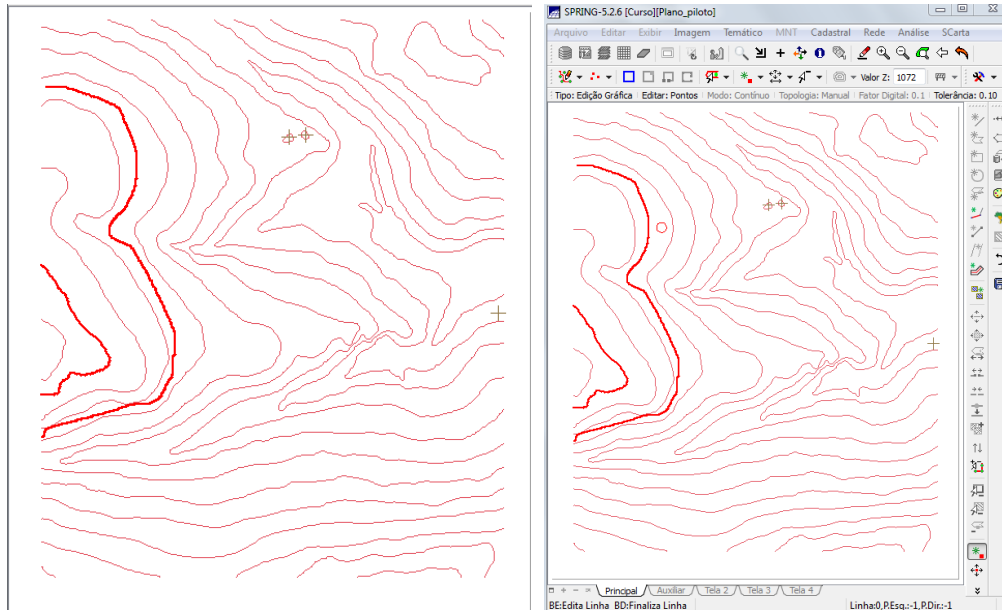 SPRING-5.2.6 [Curso][Plano_piloto]
Arquivo Editar Exibir Imagem Temático MNT Cadastral Rede Análise SCarta
Valor Z: 1072
Tipo: Edição Gráfica Editar: Pontos Modo: Contínuo Topologia: Manual Fator Digital: 0.1 Tolerância: 0.10
Principal Auxiliar Tela 2 Tela 3 Tela 4
BE:Edita Linha BD:Finaliza Linha Linha:0,P.Esq.:-1,P.Dir.:-1